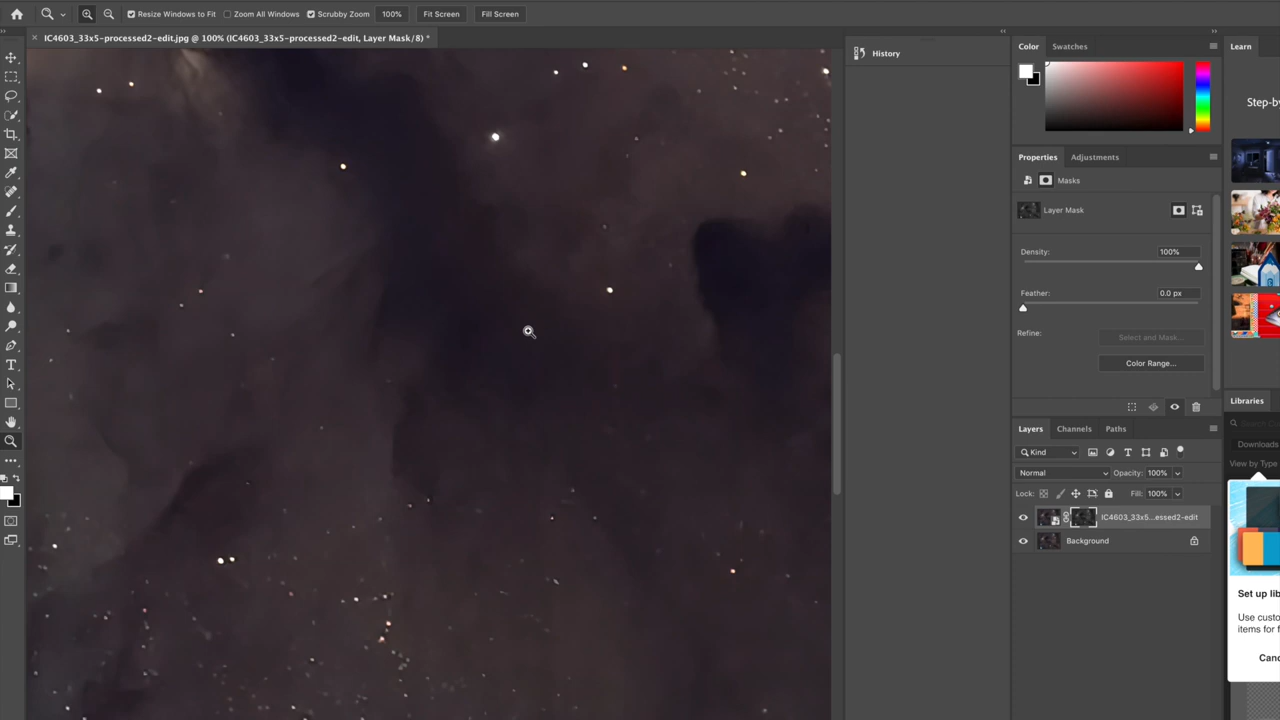 Resize Windows to Fit Zoom All Windows Scrubby Zoom 100% Fit Screen Fill Screen
IC4603_33x5-processed2-edit.jpg @ 100% (IC4603_33x5-processed2-edit, Layer Mask/8) *
History
Color Swatches
Learn
Step-by
Properties Adjustments
Masks
Layer Mask
Density: 100%
Feather: 0.0 px
Refine: Select and Mask...
Color Range...
Libraries
Downloads
View by Type
Layers Channels Paths
Kind
Normal Opacity: 100%
Lock: Fill: 100%
IC4603_33x5...essed2-edit
Background
Set up lib
Use custo
items for f
Canc